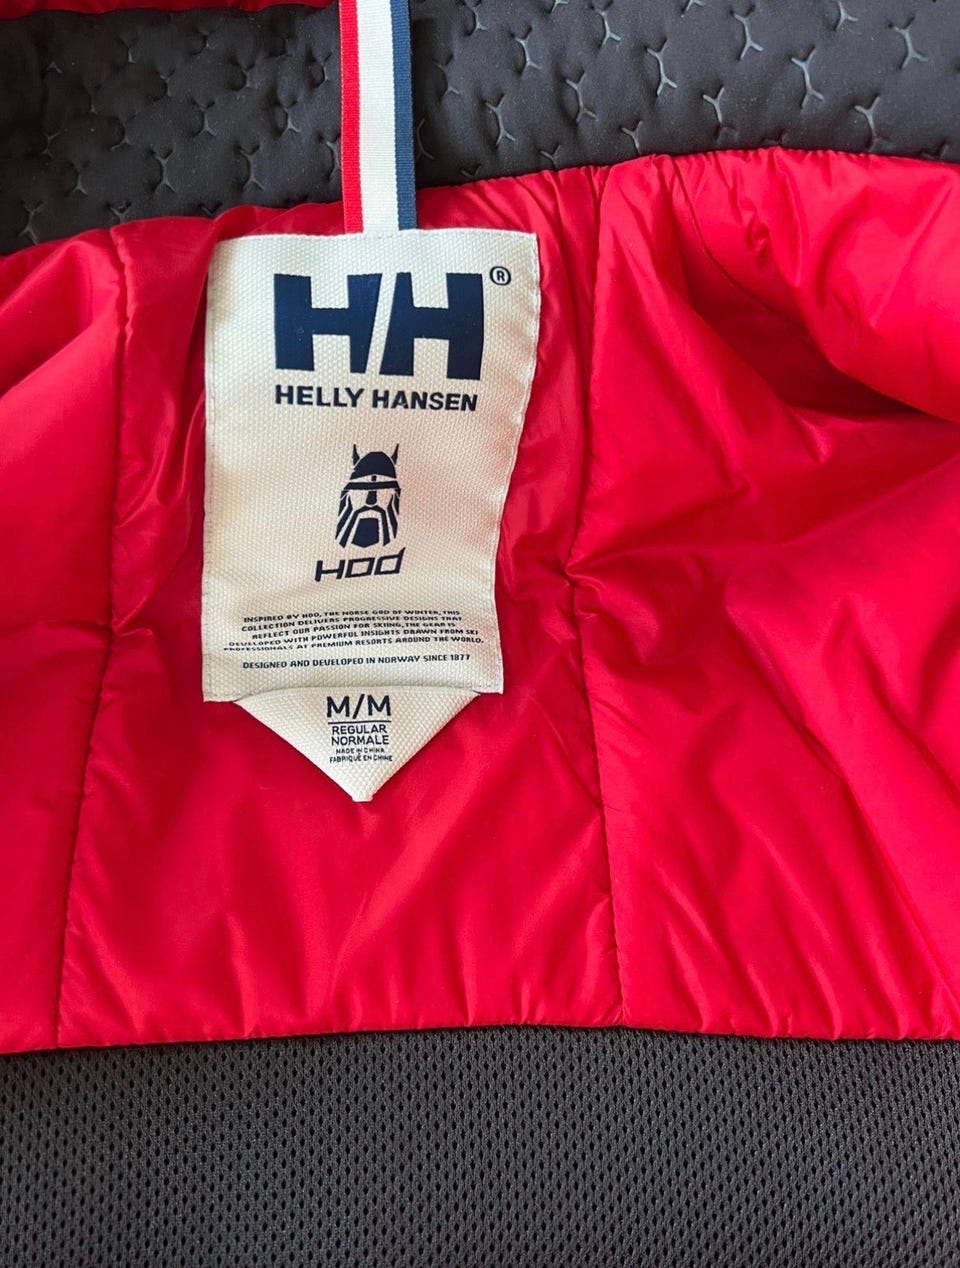 HH®
HELLY HANSEN
HOD
INSPIRED BY HOD, THE NORSE GOD OF WINTER, THIS
COLLECTION DELIVERS PROGRESSIVE DESIGNS THAT
REFLECT OUR PASSION FOR SKIING, THE GEAR IS
DEVELOPED WITH POWERFUL INSIGHTS DRAWN FROM SKI
PROFESSIONALS AT PREMIUM RESORTS AROUND THE WORLD.
DESIGNED AND DEVELOPED IN NORWAY SINCE 1877
M/M
REGULAR
NORMALE
MADE IN CHINA
FABRIQUÉ EN CHINE